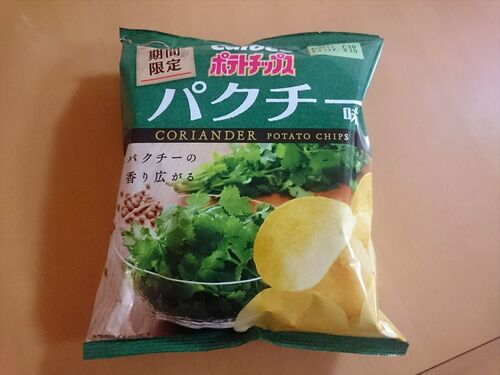 期間
限定
Calbee
ポテトチップス
パクチー味
CORIANDER POTATO CHIPS
パクチーの
香り広がる